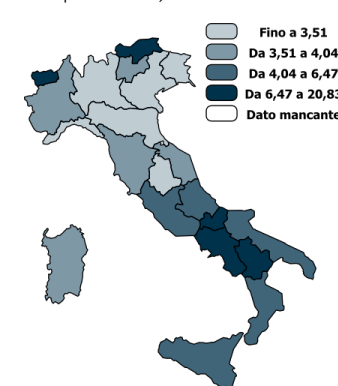 Fino a 3,51
Da 3,51 a 4,04
Da 4,04 a 6,47
Da 6,47 a 20,83
Dato mancante